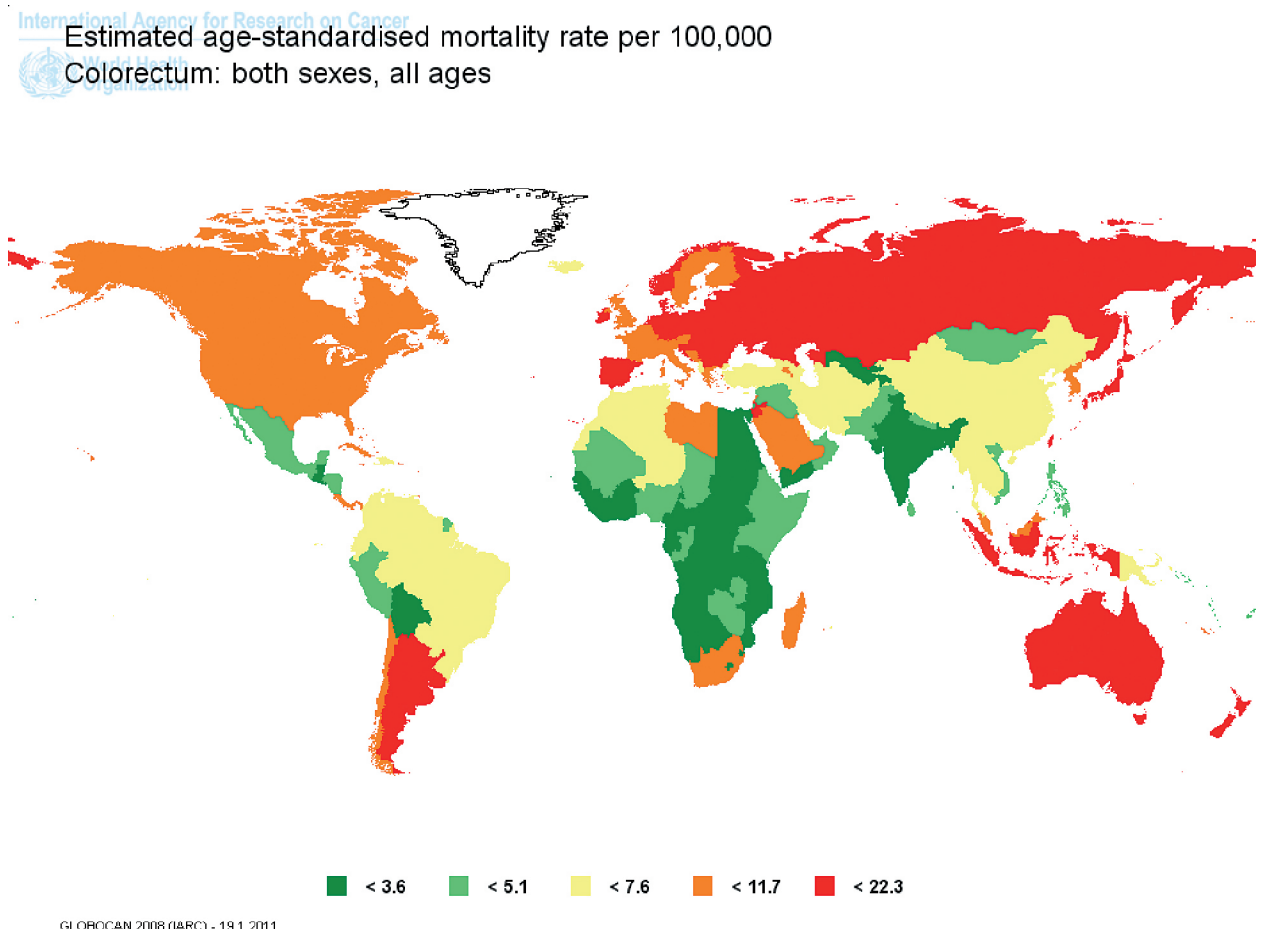 International Agency for Research on Cancer
Estimated age-standardised mortality rate per 100,000
World Health
Colorectum: both sexes, all ages
Organization
< 3.6 < 5.1 < 7.6 < 11.7 < 22.3
GLOBOCAN 2008 (IARC) - 19.1.2011